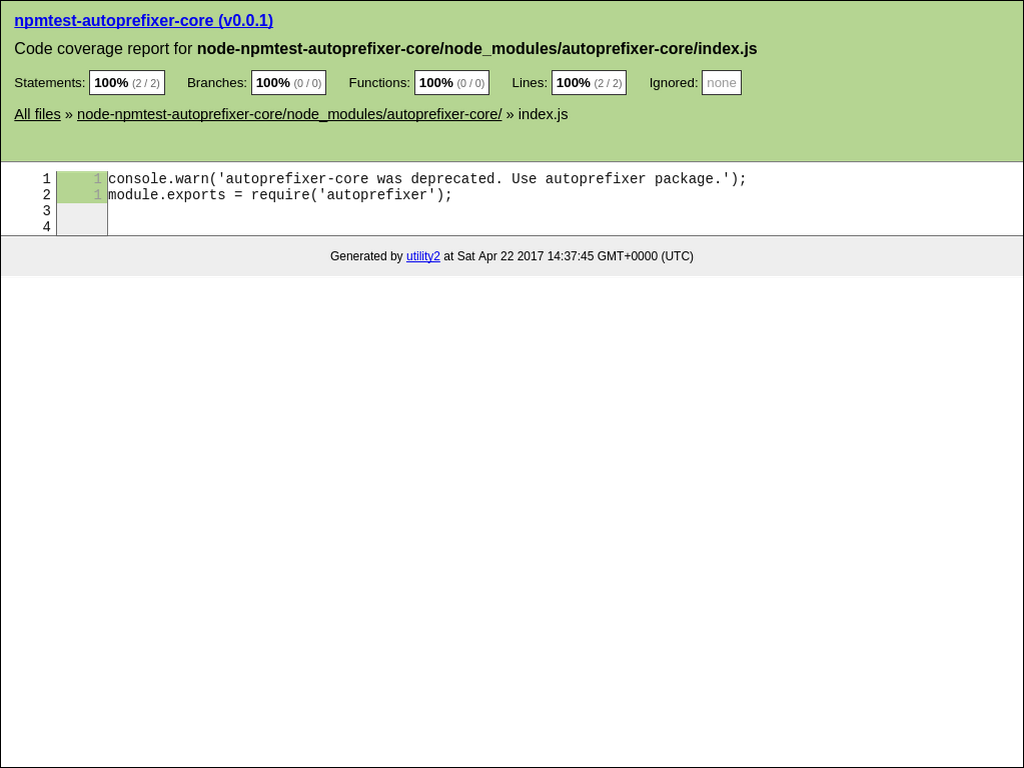 npmtest-autoprefixer-core (v0.0.1)
Code coverage report for node-npmtest-autoprefixer-core/node_modules/autoprefixer-core/index.js
Statements: 100% (2 / 2) Branches: 100% (0 / 0) Functions: 100% (0 / 0) Lines: 100% (2 / 2) Ignored: none
All files » node-npmtest-autoprefixer-core/node_modules/autoprefixer-core/ » index.js
1 1 console.warn('autoprefixer-core was deprecated. Use autoprefixer package.');
2 1 module.exports = require('autoprefixer');
3
4
Generated by utility2 at Sat Apr 22 2017 14:37:45 GMT+0000 (UTC)